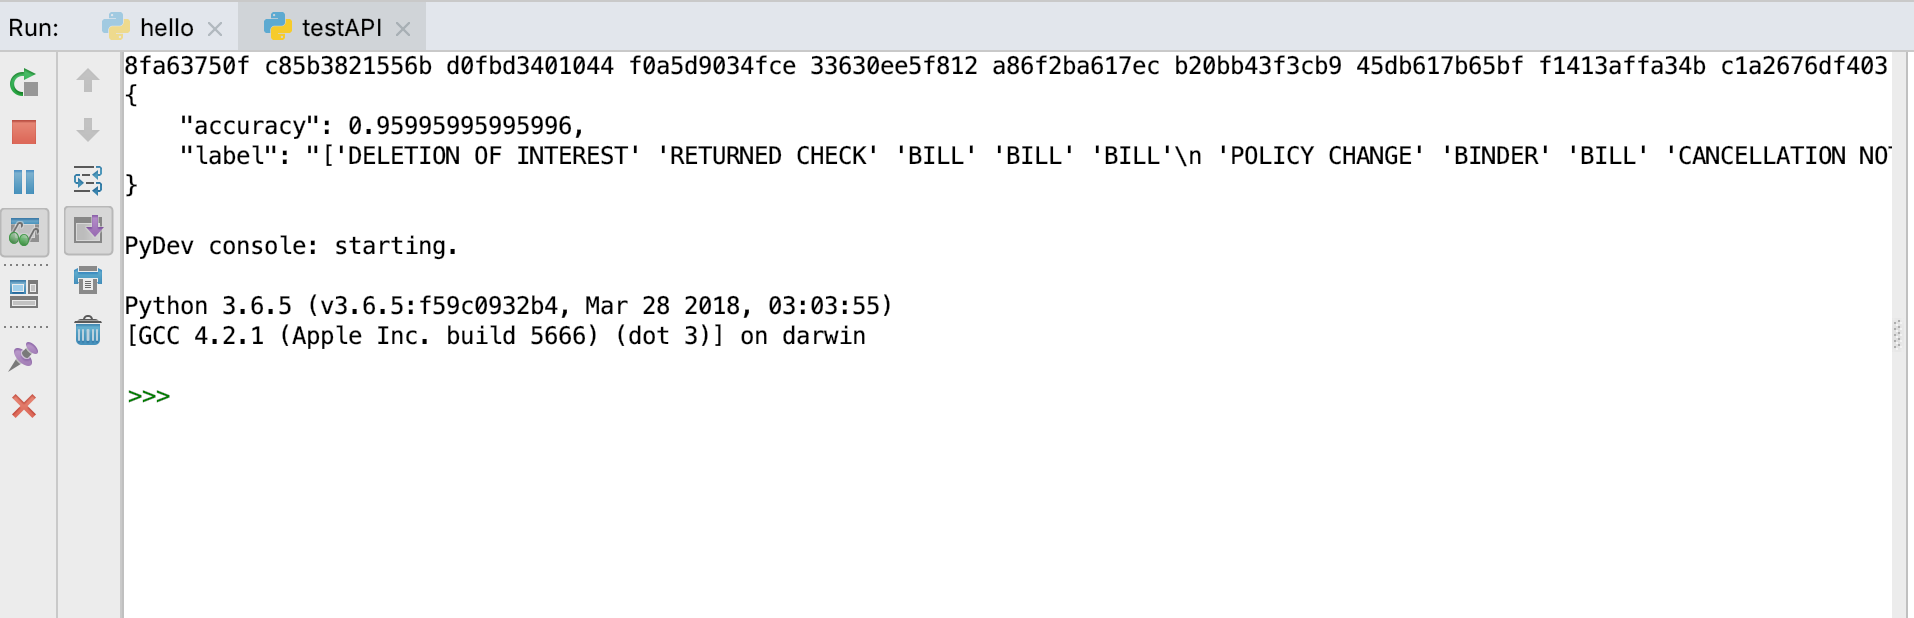 Run: hello testAPI
8fa63750f c85b3821556b d0fbd3401044 f0a5d9034fce 33630ee5f812 a86f2ba617ec b20bb43f3cb9 45db617b65bf f1413affa34b c1a2676df403
{
    "accuracy": 0.95995995995996,
    "label": "['DELETION OF INTEREST' 'RETURNED CHECK' 'BILL' 'BILL' 'BILL'\n 'POLICY CHANGE' 'BINDER' 'BILL' 'CANCELLATION NO
}
PyDev console: starting.
Python 3.6.5 (v3.6.5:f59c0932b4, Mar 28 2018, 03:03:55)
[GCC 4.2.1 (Apple Inc. build 5666) (dot 3)] on darwin
>>>